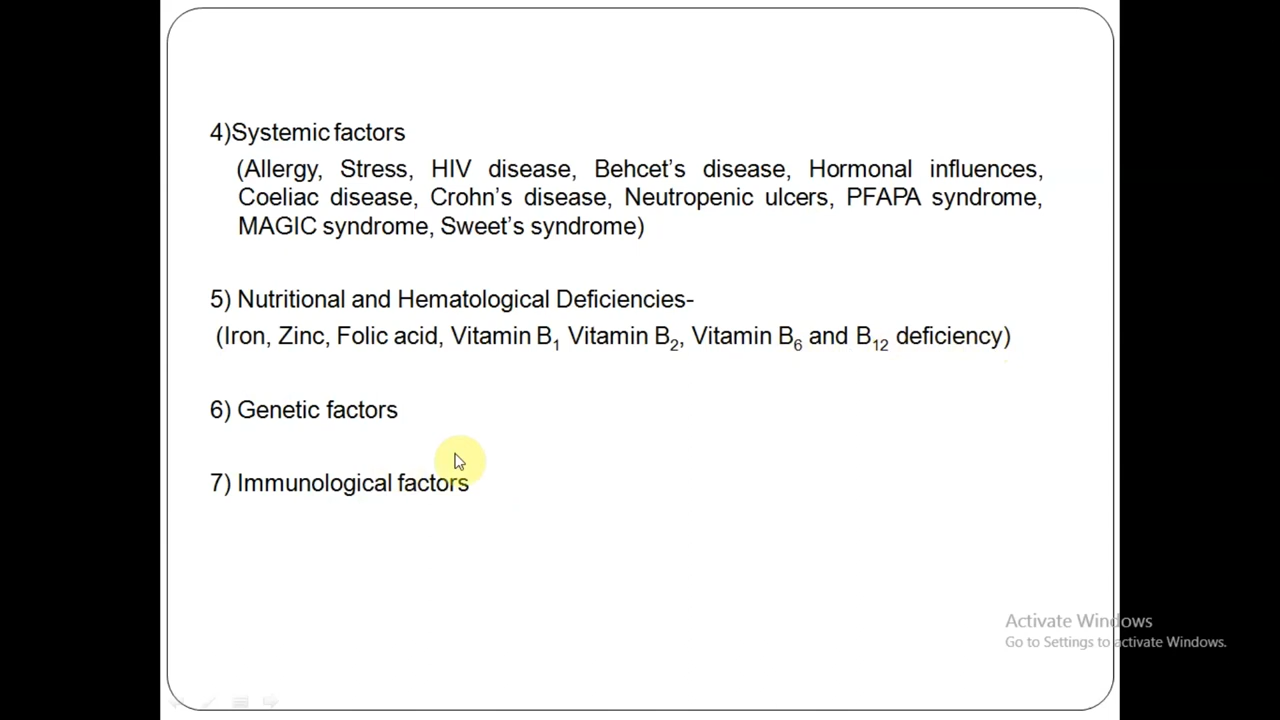 4)Systemic factors
(Allergy, Stress, HIV disease, Behcet’s disease, Hormonal influences,
Coeliac disease, Crohn’s disease, Neutropenic ulcers, PFAPA syndrome,
MAGIC syndrome, Sweet’s syndrome)
5) Nutritional and Hematological Deficiencies-
(Iron, Zinc, Folic acid, Vitamin B₁ Vitamin B₂, Vitamin B₆ and B₁₂ deficiency)
6) Genetic factors
7) Immunological factors
Activate Windows
Go to Settings to activate Windows.